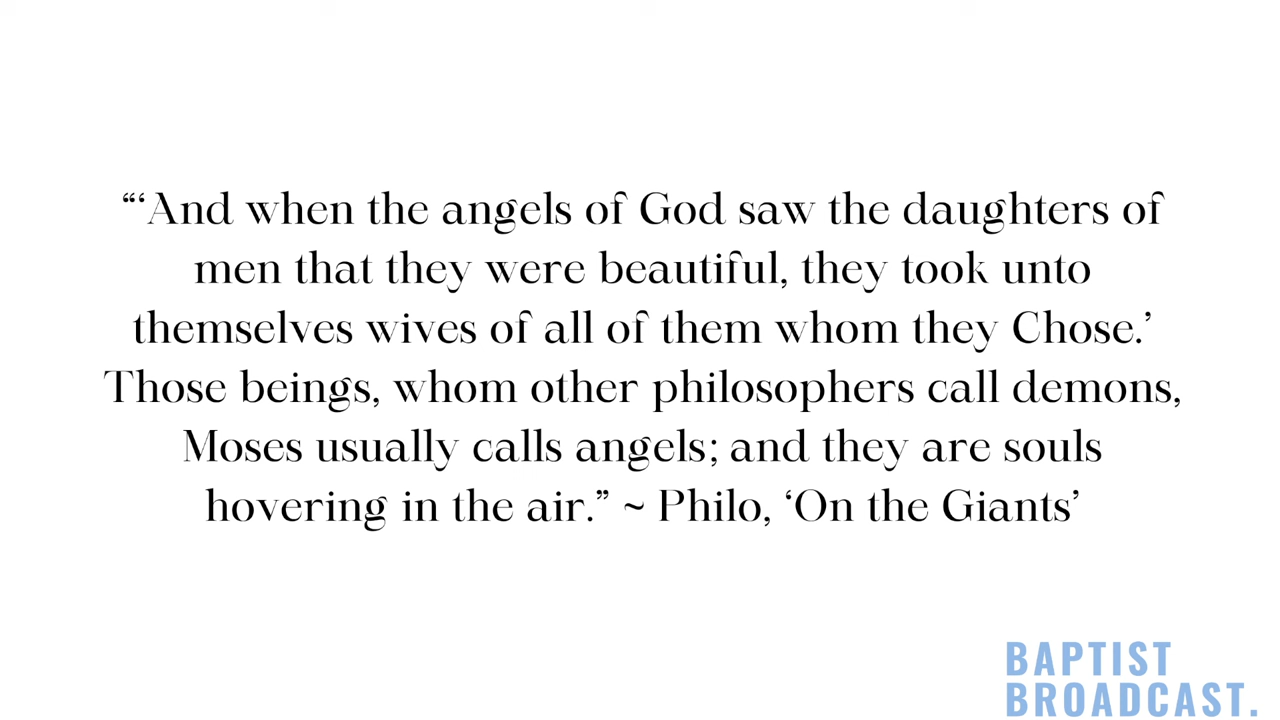 “‘And when the angels of God saw the daughters of
men that they were beautiful, they took unto
themselves wives of all of them whom they Chose.’
Those beings, whom other philosophers call demons,
Moses usually calls angels; and they are souls
hovering in the air.” ~ Philo, ‘On the Giants’
BAPTIST
BROADCAST.